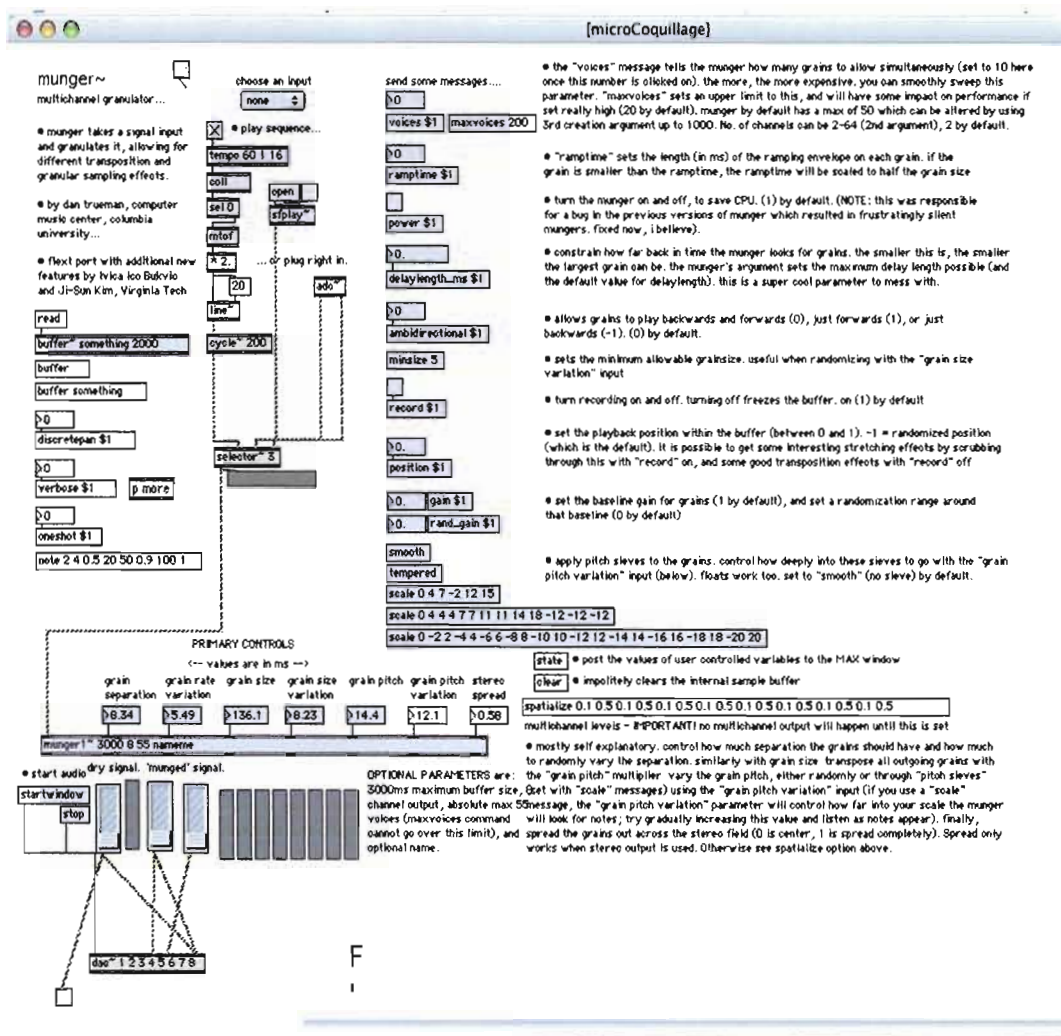 [microCoquillage]
munger~
multichannel granulator...
• munger takes a signal input
and granulates it, allowing for
different transposition and
granular sampling effects.
• by dan trueman, computer
music center, columbia
university...
• flext port with additional new
features by Ivica Ico Bukvic
and Ji-Sun Kim, Virginia Tech
read
buffer~ something 2000
buffer
buffer something
0
discretepan $1
0
verbose $1
p more
0
oneshot $1
note 2 4 0.5 20 50 0.9 100 1
choose an input
none
• play sequence...
tempo 60 1 16
coll
sel 0
mtof
* 2.
20
line~
cycle~ 200
open
sfplay~
... or plug right in.
adc~
selector~ 3
send some messages....
0
voices $1
maxvoices 200
0
ramptime $1
power $1
0.
delaylength_ms $1
0
ambidirectional $1
minsize 5
record $1
0.
position $1
0.
gain $1
0.
rand_gain $1
smooth
tempered
scale 0 4 7 -2 12 15
scale 0 4 4 4 7 7 11 11 14 18 -12 -12 -12
scale 0 -2 2 -4 4 -6 6 -8 8 -10 10 -12 12 -14 14 -16 16 -18 18 -20 20
• the "voices" message tells the munger how many grains to allow simultaneously (set to 10 here
once this number is clicked on). the more, the more expensive. you can smoothly sweep this
parameter. "maxvoices" sets an upper limit to this, and will have some impact on performance if
set really high (20 by default). munger by default has a max of 50 which can be altered by using
3rd creation argument up to 1000. No. of channels can be 2-64 (2nd argument), 2 by default.
• "ramptime" sets the length (in ms) of the ramping envelope on each grain. if the
grain is smaller than the ramptime, the ramptime will be scaled to half the grain size
• turn the munger on and off, to save CPU. (1) by default. (NOTE: this was responsible
for a bug in the previous versions of munger which resulted in frustratingly silent
mungers. fixed now, i believe).
• constrain how far back in time the munger looks for grains. the smaller this is, the smaller
the largest grain can be. the munger's argument sets the maximum delay length possible (and
the default value for delaylength). this is a super cool parameter to mess with.
• allows grains to play backwards and forwards (0), just forwards (1), or just
backwards (-1). (0) by default.
• sets the minimum allowable grainsize. useful when randomizing with the "grain size
variation" input
• turn recording on and off. turning off freezes the buffer. on (1) by default
• set the playback position within the buffer (between 0 and 1). -1 = randomized position
(which is the default). it is possible to get some interesting stretching effects by scrubbing
through this with "record" on, and some good transposition effects with "record" off
• set the baseline gain for grains (1 by default), and set a randomization range around
that baseline (0 by default)
• apply pitch sieves to the grains. control how deeply into these sieves to go with the "grain
pitch variation" input (below). floats work too. set to "smooth" (no sieve) by default.
PRIMARY CONTROLS
<-- values are in ms -->
grain separation
grain rate variation
grain size
grain size variation
grain pitch
grain pitch variation
stereo spread
8.34
5.49
136.1
8.23
14.4
12.1
0.58
munger1~ 3000 8 55 nameme
state
• post the values of user controlled variables to the MAX window
clear
• impolitely clears the internal sample buffer
spatialize 0.1 0.5 0.1 0.5 0.1 0.5 0.1 0.5 0.1 0.5 0.1 0.5 0.1 0.5 0.1 0.5
multichannel levels - IMPORTANT! no multichannel output will happen until this is set
• start audio
dry signal. 'munged' signal.
startwindow
stop
dac~ 1 2 3 4 5 6 7 8
OPTIONAL PARAMETERS are:
3000ms maximum buffer size, 8
channel output, absolute max 55
voices (maxvoices command
cannot go over this limit), and
optional name.
• mostly self explanatory. control how much separation the grains should have and how much
to randomly vary the separation. similarly with grain size. transpose all outgoing grains with
the "grain pitch" multiplier. vary the grain pitch, either randomly or through "pitch sieves"
(set with "scale" messages) using the "grain pitch variation" input (if you use a "scale"
message, the "grain pitch variation" parameter will control how far into your scale the munger
will look for notes; try gradually increasing this value and listen as notes appear). finally,
spread the grains out across the stereo field (0 is center, 1 is spread completely). Spread only
works when stereo output is used. Otherwise see spatialize option above.
F